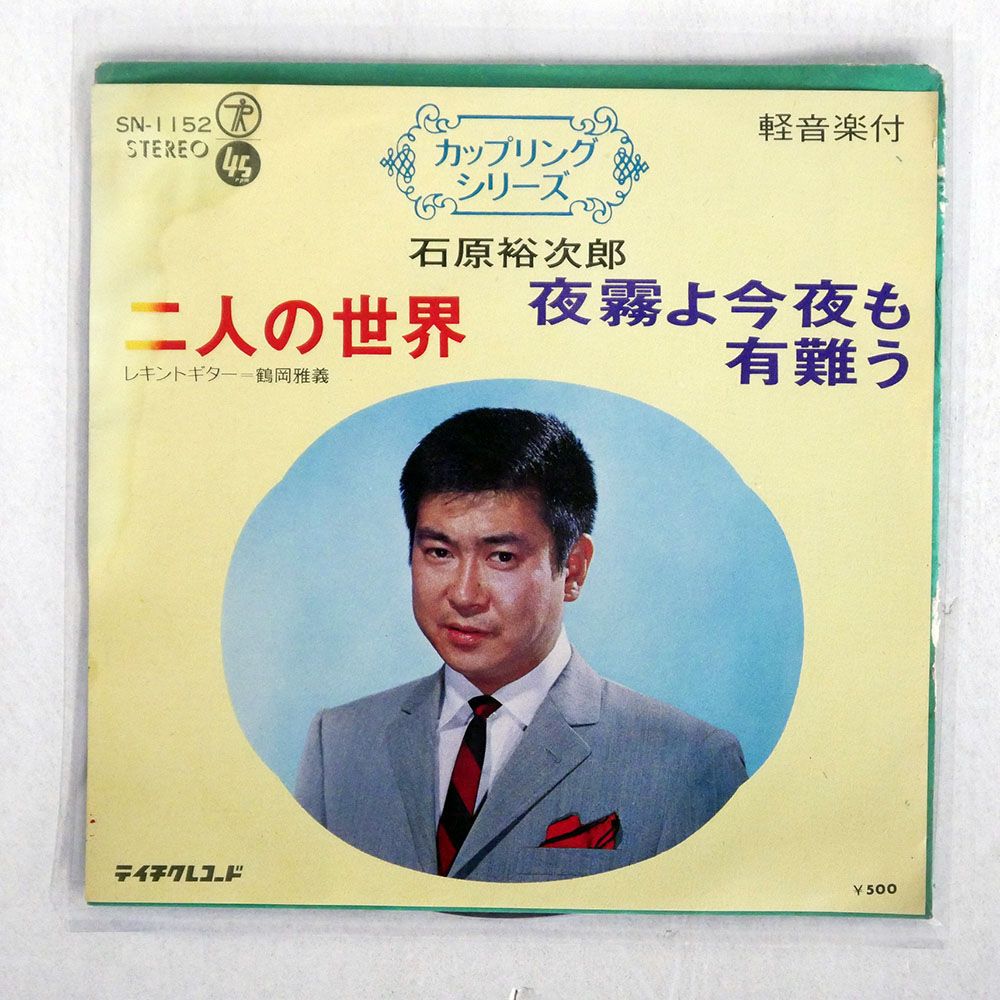 SN-1152
STEREO
45
rpm
カップリング
シリーズ
軽音楽付
石原裕次郎
二人の世界
レキントギター=鶴岡雅義
夜霧よ今夜も
有難う
テイチクレコード
¥500